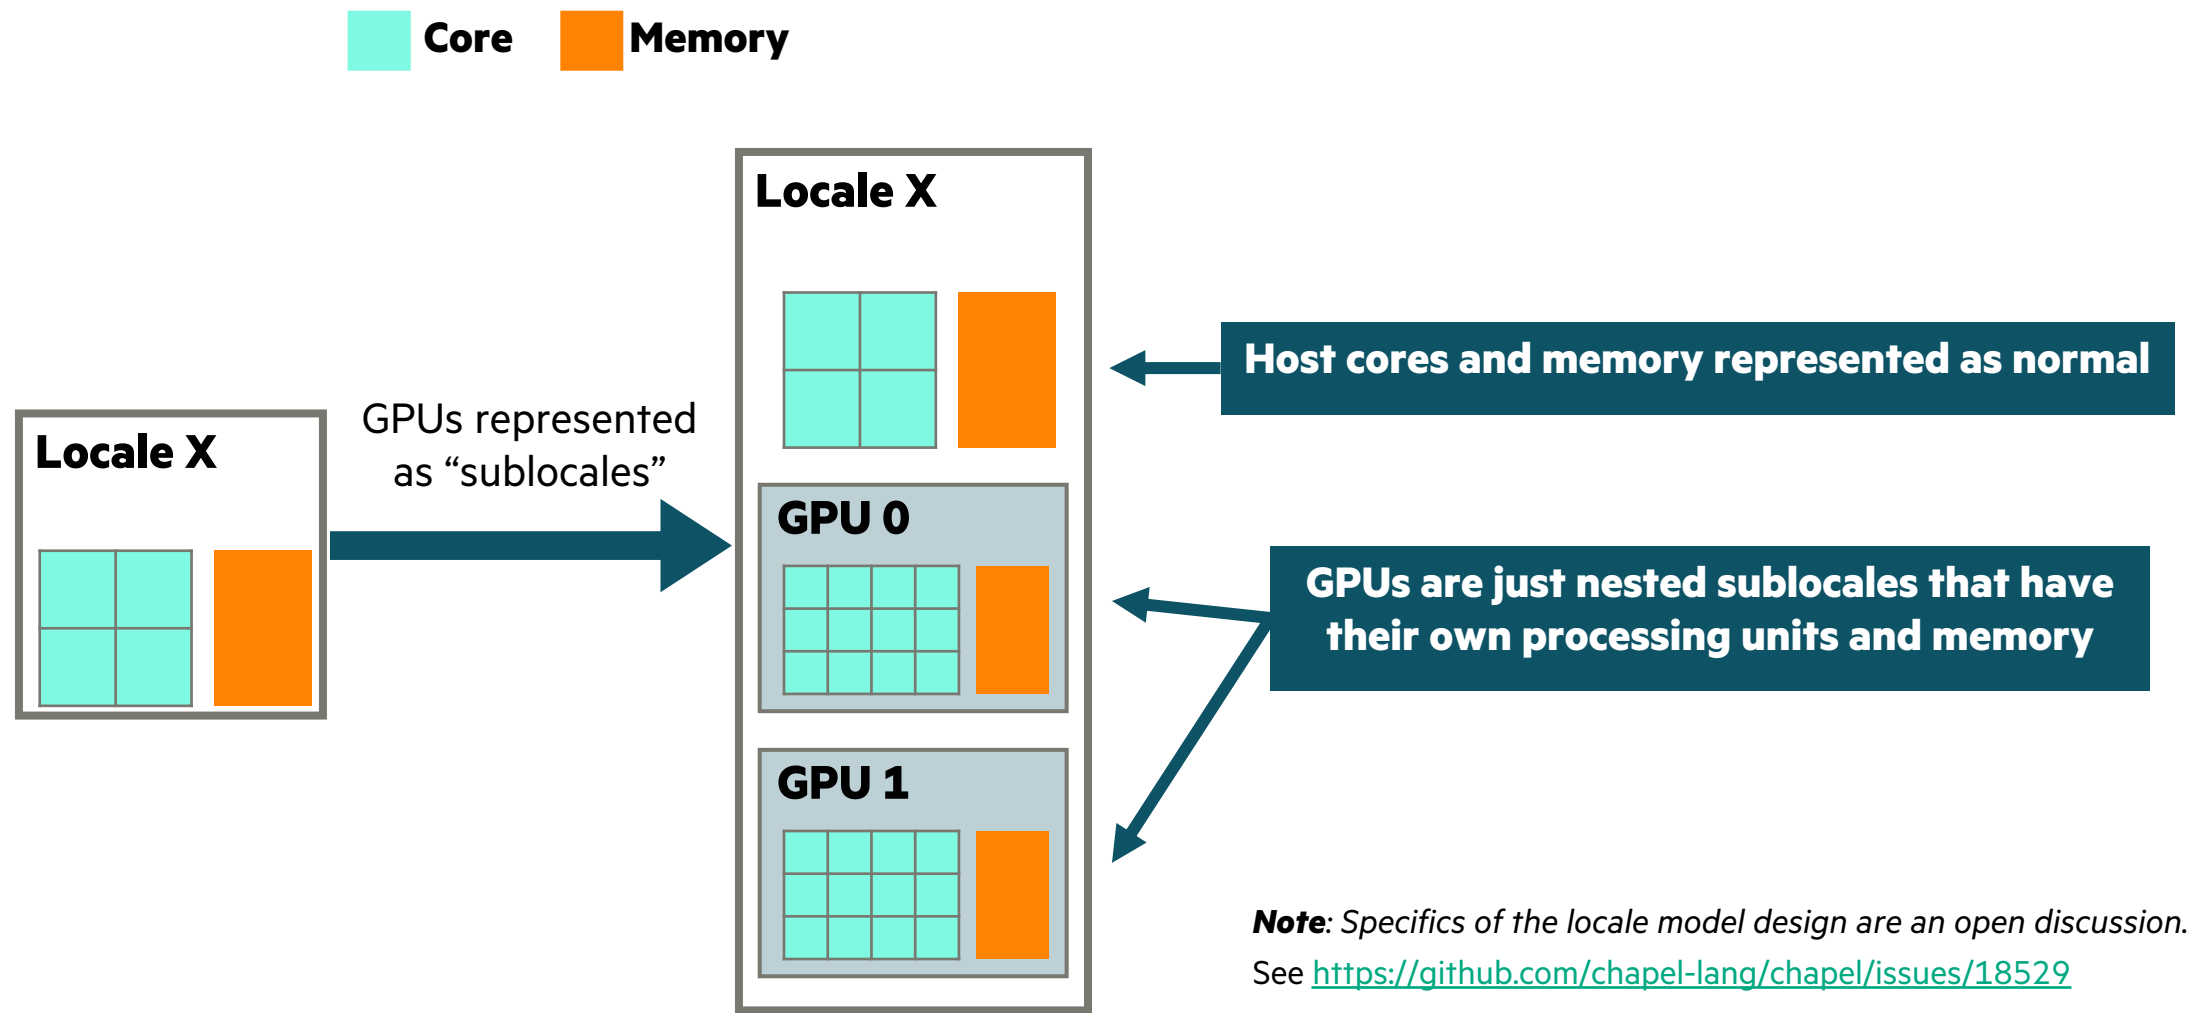 Core
Memory
Locale X
GPUs represented
as “sublocales”
Locale X
GPU 0
GPU 1
Host cores and memory represented as normal
GPUs are just nested sublocales that have
their own processing units and memory
Note: Specifics of the locale model design are an open discussion.
See https://github.com/chapel-lang/chapel/issues/18529